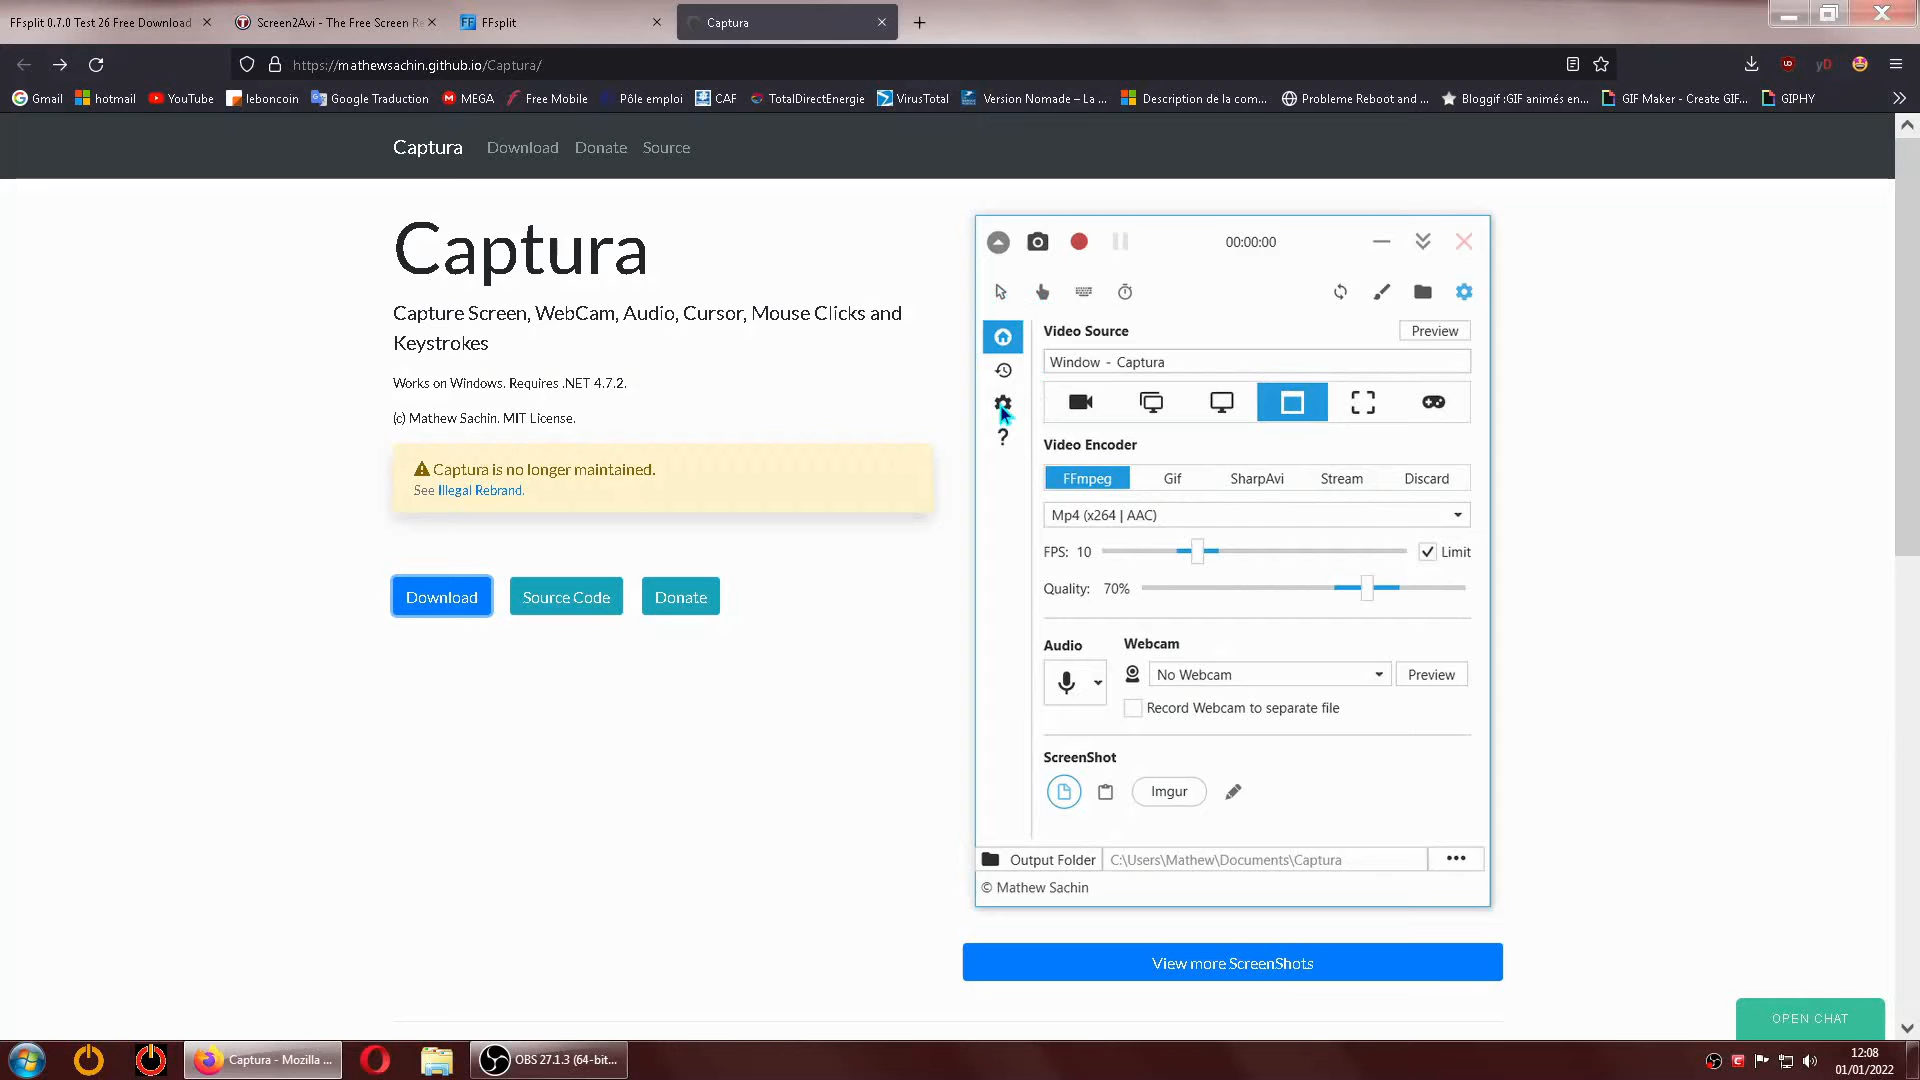 FFsplit 0.7.0 Test 26 Free Download
Screen2Avi - The Free Screen Re
FFsplit
Captura
https://mathewsachin.github.io/Captura/
Gmail
hotmail
YouTube
leboncoin
Google Traduction
MEGA
Free Mobile
Pôle emploi
CAF
TotalDirectEnergie
VirusTotal
Version Nomade – La ...
Description de la com...
Probleme Reboot and ...
Bloggif :GIF animés en...
GIF Maker - Create GIF...
GIPHY
Captura
Download
Donate
Source
Captura
Capture Screen, WebCam, Audio, Cursor, Mouse Clicks and
Keystrokes
Works on Windows. Requires .NET 4.7.2.
(c) Mathew Sachin. MIT License.
Captura is no longer maintained.
See Illegal Rebrand.
Download
Source Code
Donate
00:00:00
Video Source
Preview
Window - Captura
Video Encoder
FFmpeg
Gif
SharpAvi
Stream
Discard
Mp4 (x264 | AAC)
FPS: 10
Limit
Quality: 70%
Audio
Webcam
No Webcam
Preview
Record Webcam to separate file
ScreenShot
Imgur
Output Folder
C:\Users\Mathew\Documents\Captura
© Mathew Sachin
View more ScreenShots
OPEN CHAT
Captura - Mozilla ...
OBS 27.1.3 (64-bit...
12:08
01/01/2022